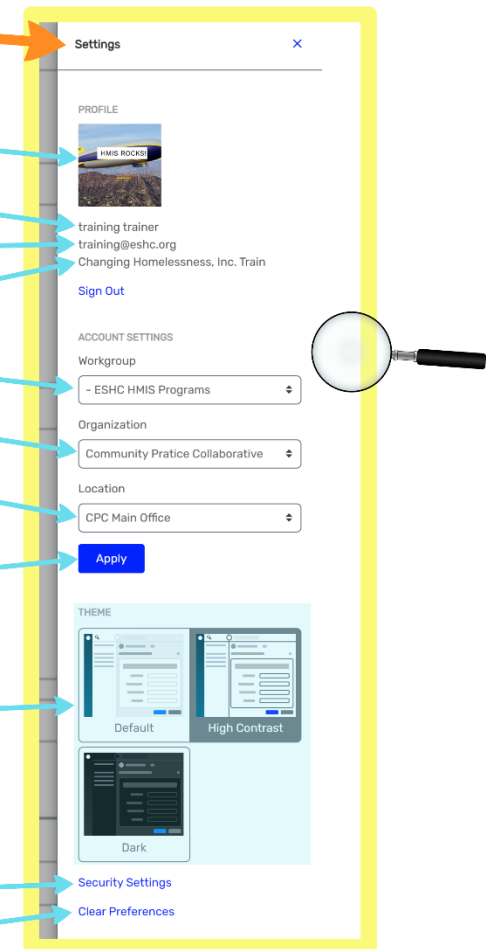 Settings
PROFILE
HMIS ROCKS!
training trainer
training@eshc.org
Changing Homelessness, Inc. Train
Sign Out
ACCOUNT SETTINGS
Workgroup
- ESHC HMIS Programs
Organization
Community Pratice Collaborative
Location
CPC Main Office
Apply
THEME
Default
High Contrast
Dark
Security Settings
Clear Preferences